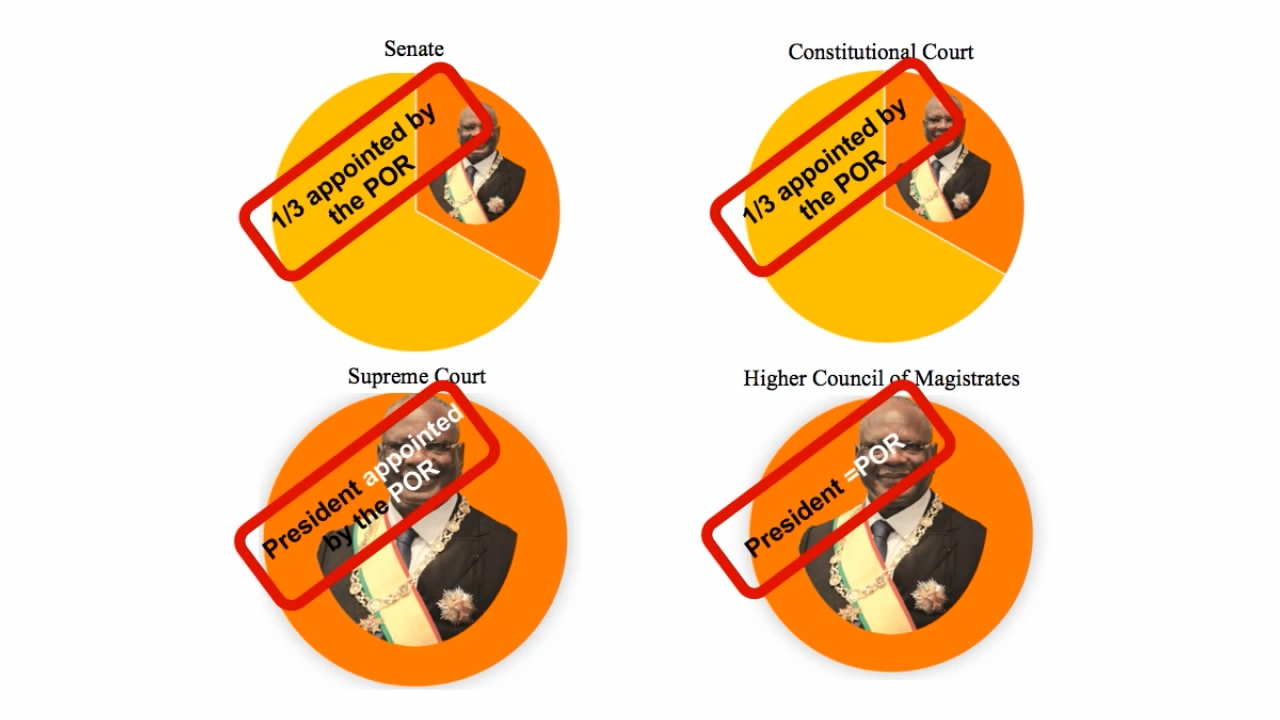 Senate
1/3 appointed by
the POR
Constitutional Court
1/3 appointed by
the POR
Supreme Court
President appointed
by the POR
Higher Council of Magistrates
President =POR